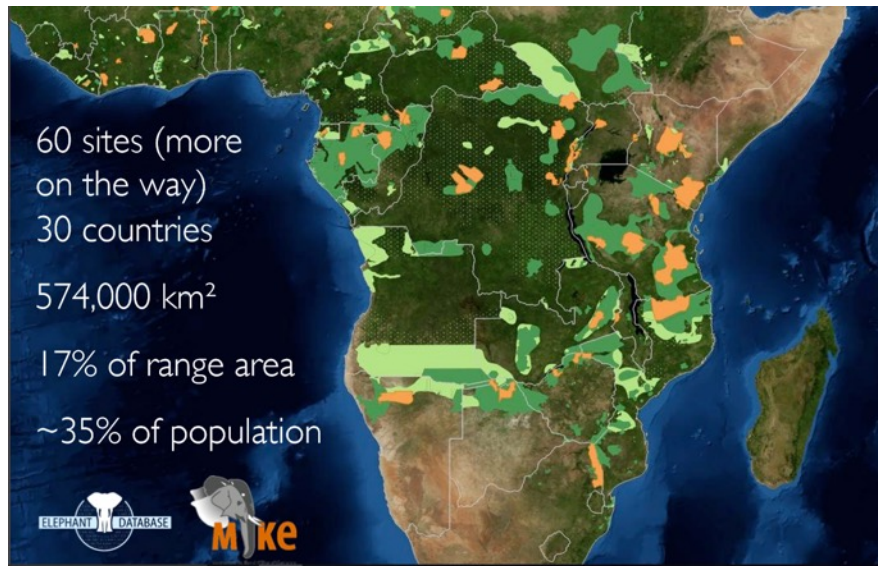 60 sites (more
on the way)
30 countries
574,000 km²
17% of range area
~35% of population
ELEPHANT DATABASE
MIKE